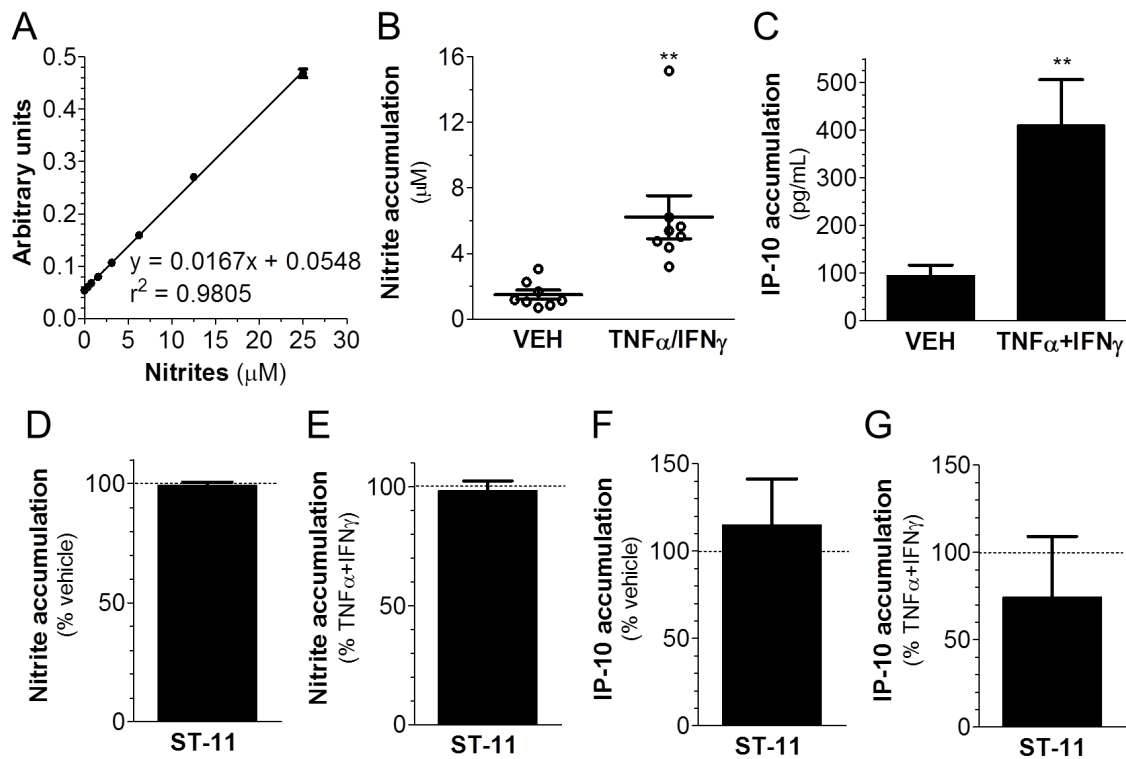 A
Arbitrary units
0.5
0.4
0.3
0.2
0.1
0.0
y = 0.0167x + 0.0548
r² = 0.9805
0 5 10 15 20 25 30
Nitrites (μM)
B
Nitrite accumulation
(μM)
16
12
8
4
0
**
VEH TNFα/IFNγ
C
IP-10 accumulation
(pg/mL)
500
400
300
200
100
0
**
VEH TNFα+IFNγ
D
Nitrite accumulation
(% vehicle)
100
50
0
ST-11
E
Nitrite accumulation
(% TNFα+IFNγ)
100
50
0
ST-11
F
IP-10 accumulation
(% vehicle)
150
100
50
0
ST-11
G
IP-10 accumulation
(% TNFα+IFNγ)
150
100
50
0
ST-11